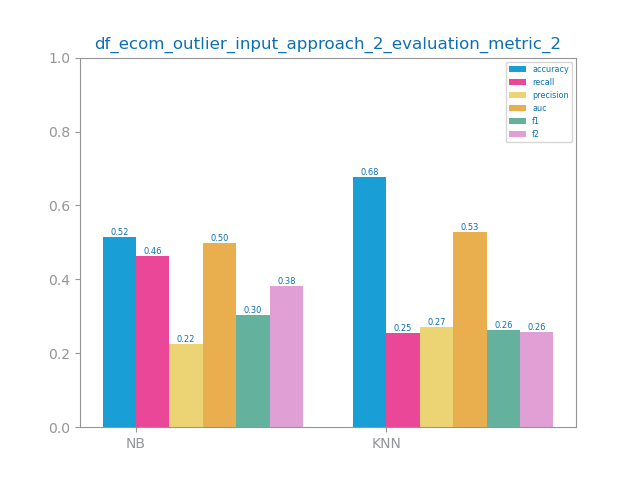 df_ecom_outlier_input_approach_2_evaluation_metric_2
1.0
0.8
0.6
0.4
0.2
0.0
accuracy
recall
precision
auc
f1
f2
0.52
0.46
0.22
0.50
0.30
0.38
0.68
0.25
0.27
0.53
0.26
0.26
NB
KNN